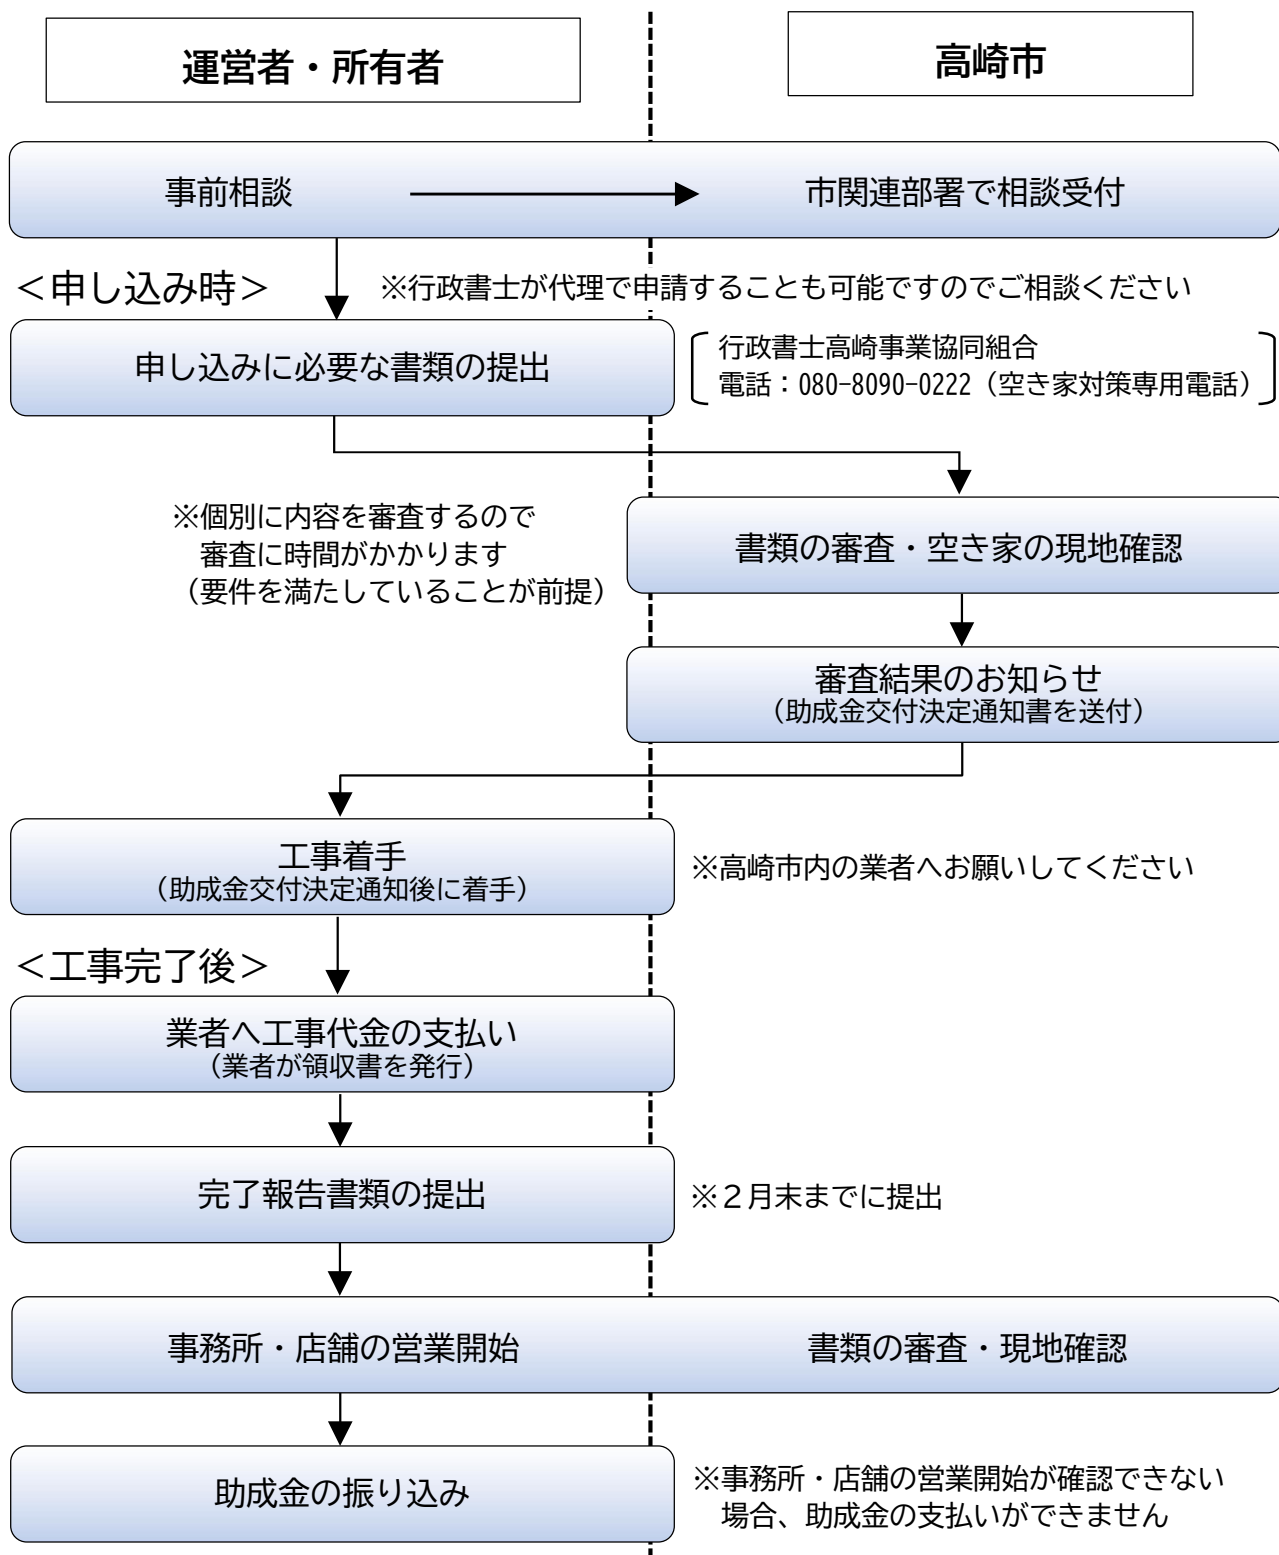 運営者・所有者
高崎市
事前相談
市関連部署で相談受付
＜申し込み時＞
※行政書士が代理で申請することも可能ですのでご相談ください
申し込みに必要な書類の提出
行政書士高崎事業協同組合
電話：080-8090-0222（空き家対策専用電話）
※個別に内容を審査するので
審査に時間がかかります
（要件を満たしていることが前提）
書類の審査・空き家の現地確認
審査結果のお知らせ
（助成金交付決定通知書を送付）
工事着手
（助成金交付決定通知後に着手）
※高崎市内の業者へお願いしてください
＜工事完了後＞
業者へ工事代金の支払い
（業者が領収書を発行）
完了報告書類の提出
※２月末までに提出
事務所・店舗の営業開始
書類の審査・現地確認
助成金の振り込み
※事務所・店舗の営業開始が確認できない
場合、助成金の支払いができません